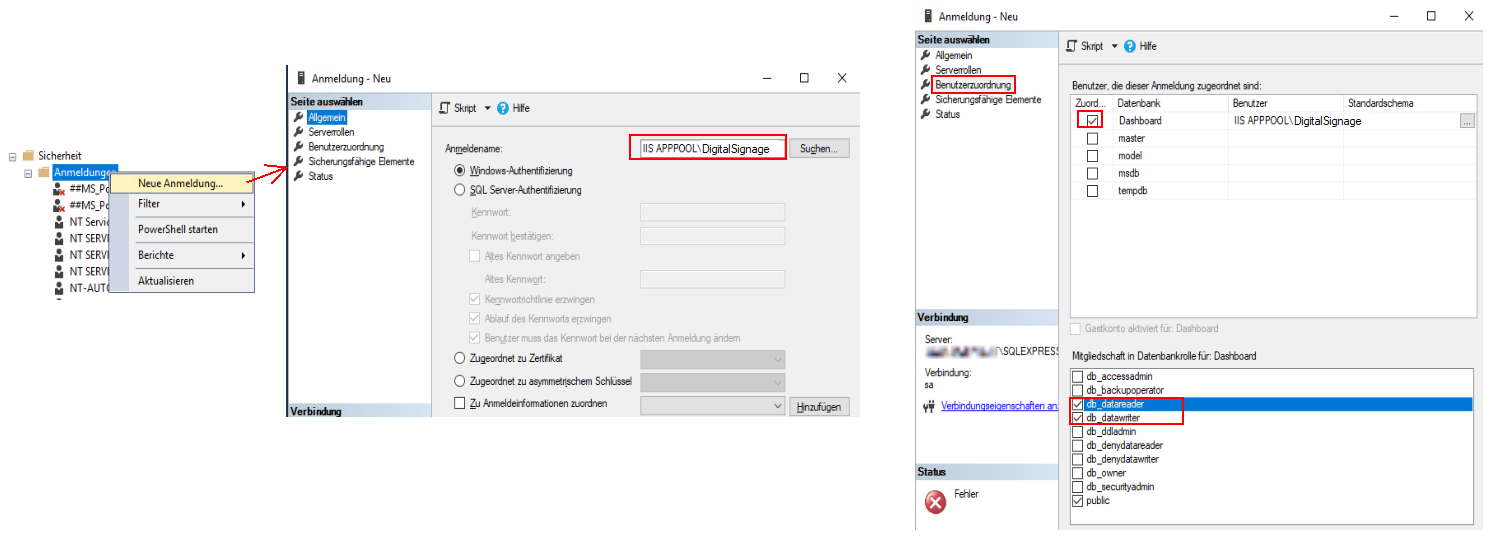 Sicherheit
Anmeldungen
##MS_Po
##MS_Po
NT Servic
NT SERVI
NT SERVI
NT SERVI
NT-AUTO
Neue Anmeldung...
Filter
PowerShell starten
Berichte
Aktualisieren
Anmeldung - Neu
Seite auswählen
Allgemein
Serverrollen
Benutzerzuordnung
Sicherungsfähige Elemente
Status
Verbindung
Skript
Hilfe
Anmeldename:
IIS APPPOOL\DigitalSignage
Suchen...
Windows-Authentifizierung
SQL Server-Authentifizierung
Kennwort:
Kennwort bestätigen:
Altes Kennwort angeben
Altes Kennwort:
Kennwortrichtlinie erzwingen
Ablauf des Kennworts erzwingen
Benutzer muss das Kennwort bei der nächsten Anmeldung ändern
Zugeordnet zu Zertifikat
Zugeordnet zu asymmetrischem Schlüssel
Zu Anmeldeinformationen zuordnen
Hinzufügen
Anmeldung - Neu
Seite auswählen
Allgemein
Serverrollen
Benutzerzuordnung
Sicherungsfähige Elemente
Status
Verbindung
Server:
\SQLEXPRESS
Verbindung:
sa
Verbindungseigenschaften an
Status
Fehler
Skript
Hilfe
Benutzer, die dieser Anmeldung zugeordnet sind:
Zuord... Datenbank Benutzer Standardschema
Dashboard IIS APPPOOL\DigitalSignage ...
master
model
msdb
tempdb
Gastkonto aktiviert für: Dashboard
Mitgliedschaft in Datenbankrolle für: Dashboard
db_accessadmin
db_backupoperator
db_datareader
db_datawriter
db_ddladmin
db_denydatareader
db_denydatawriter
db_owner
db_securityadmin
public